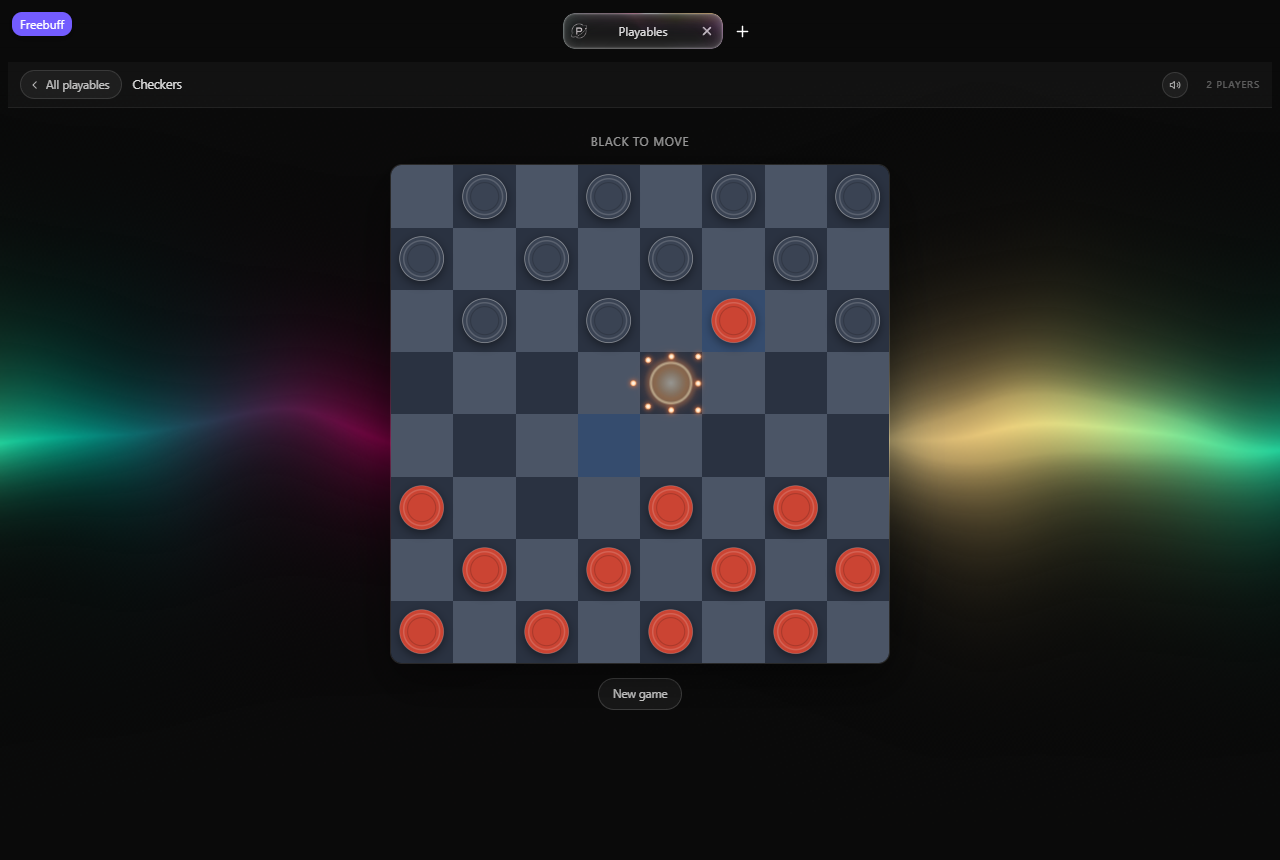 Freebuff
P
Playables
All playables
Checkers
2 PLAYERS
BLACK TO MOVE
New game